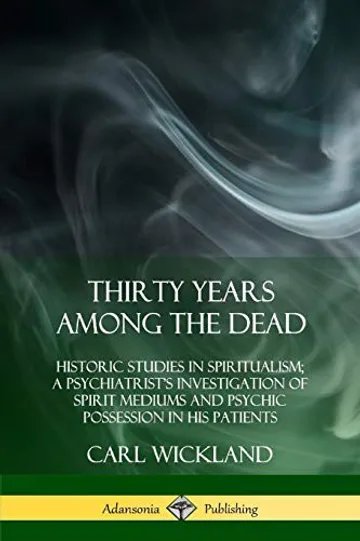 THIRTY YEARS
AMONG THE DEAD
HISTORIC STUDIES IN SPIRITUALISM;
A PSYCHIATRIST'S INVESTIGATION OF
SPIRIT MEDIUMS AND PSYCHIC
POSSESSION IN HIS PATIENTS
CARL WICKLAND
Adansonia Publishing